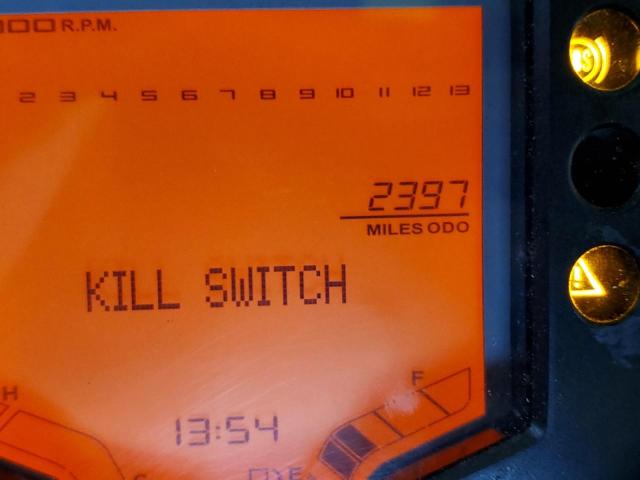 000 R.P.M.
2 3 4 5 6 7 8 9 10 11 12 13
2397
MILES ODO
KILL SWITCH
F
H
13:54
E
C